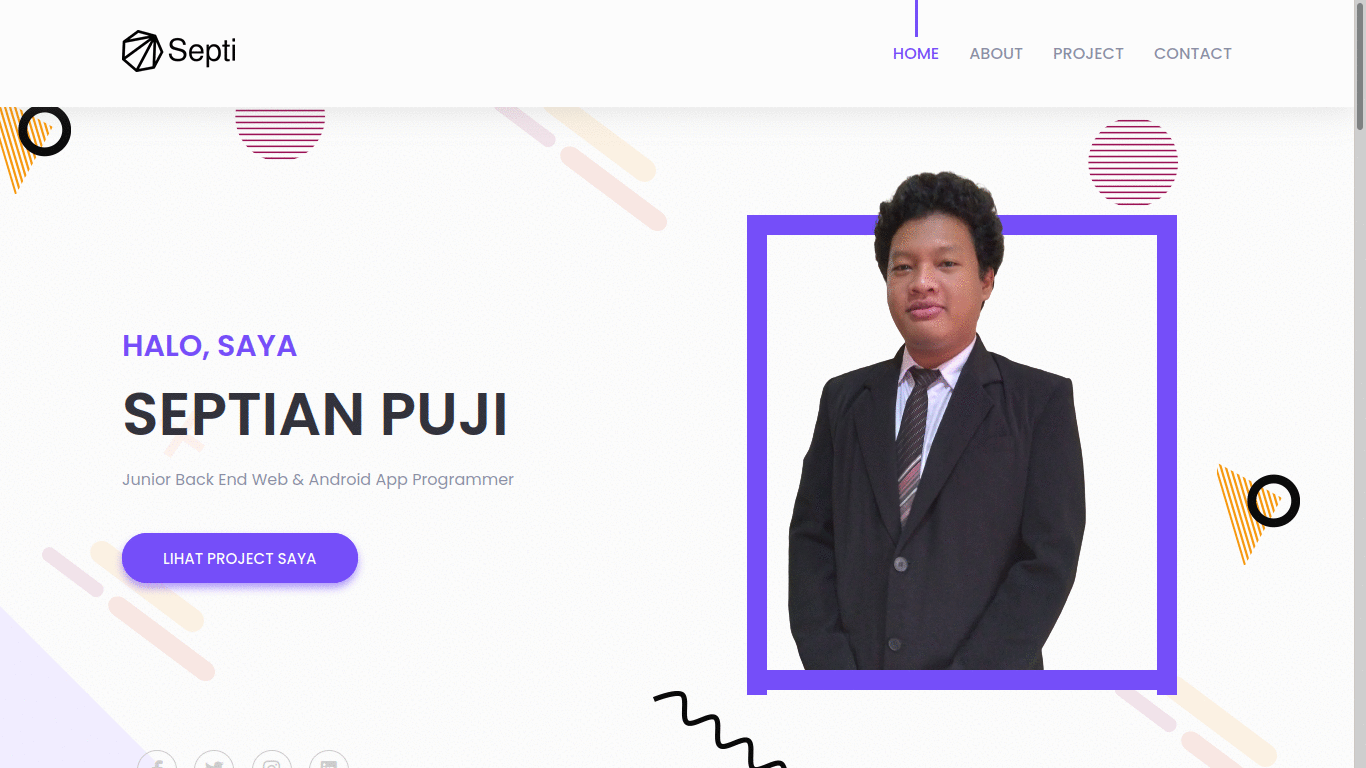 Septi
HOME ABOUT PROJECT CONTACT
HALO, SAYA
SEPTIAN PUJI
Junior Back End Web & Android App Programmer
LIHAT PROJECT SAYA